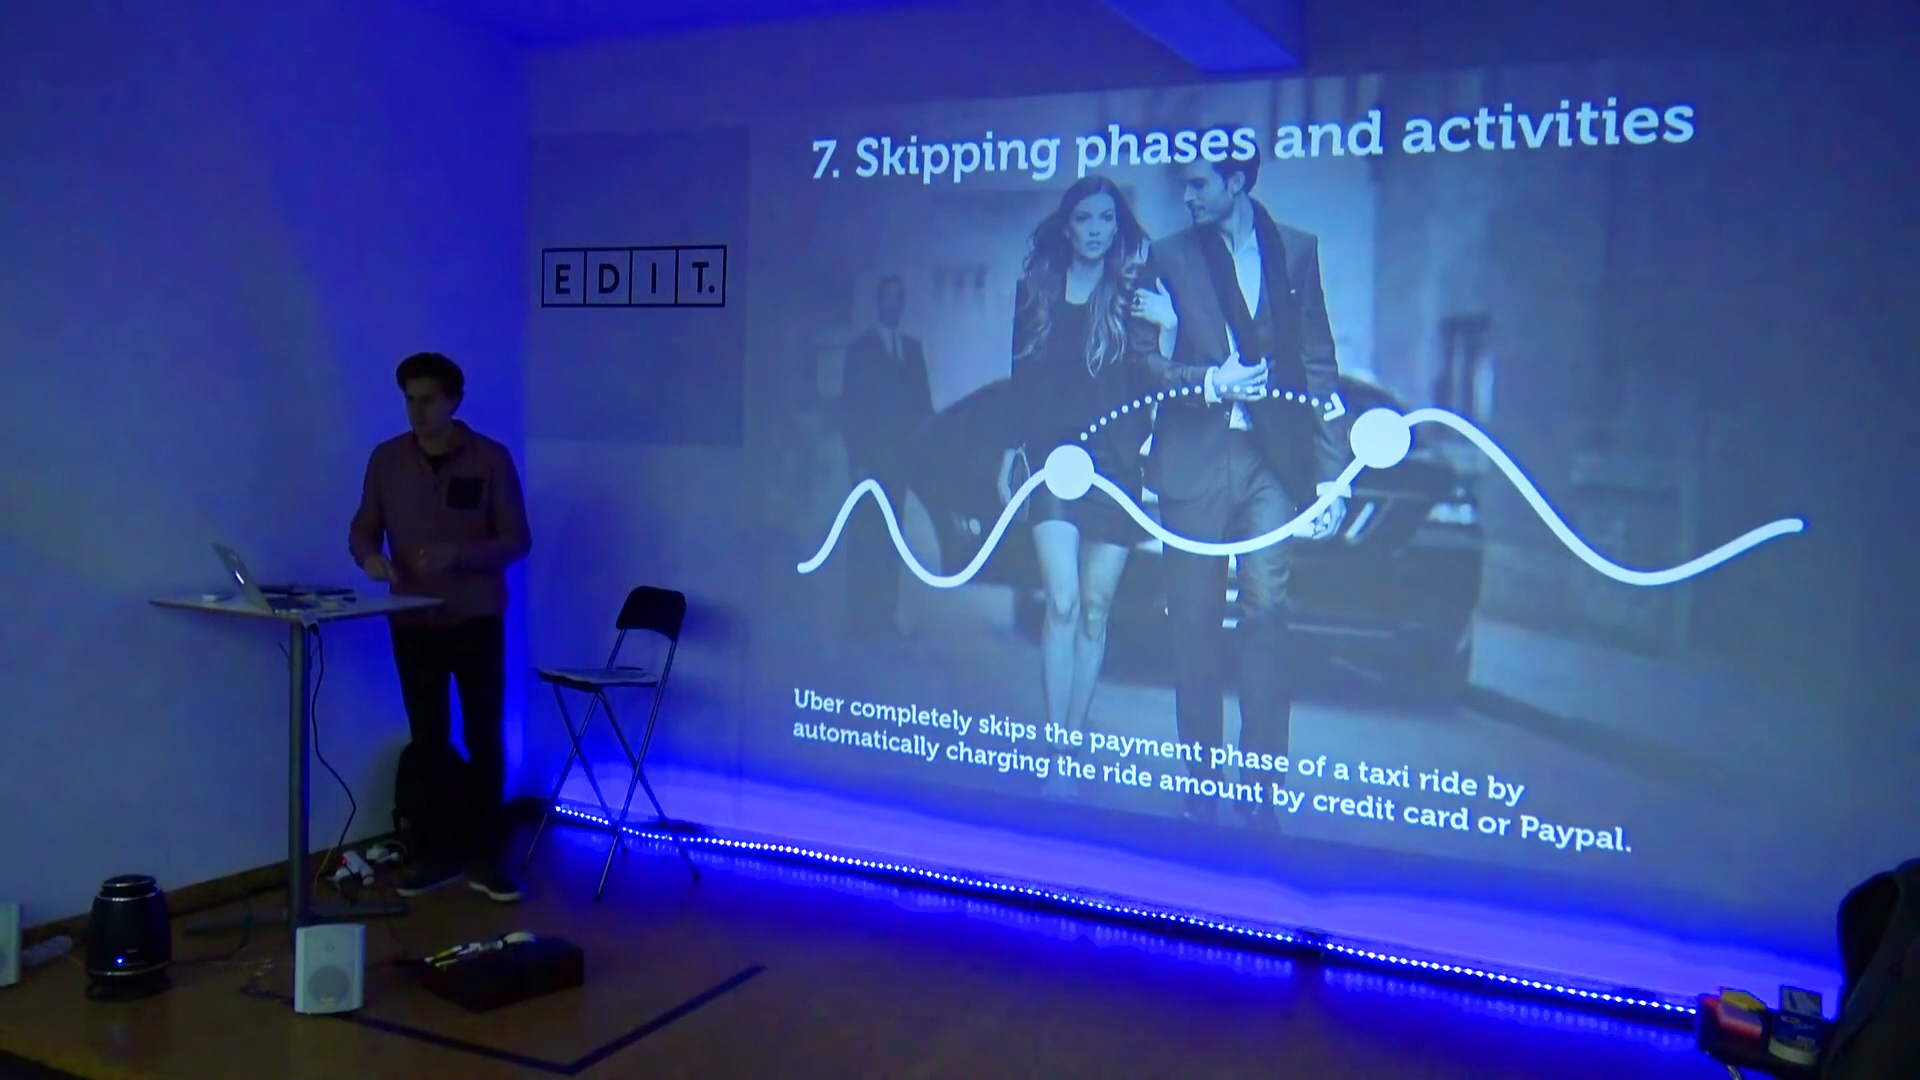 7. Skipping phases and activities
EDIT.
Uber completely skips the payment phase of a taxi ride by
automatically charging the ride amount by credit card or Paypal.